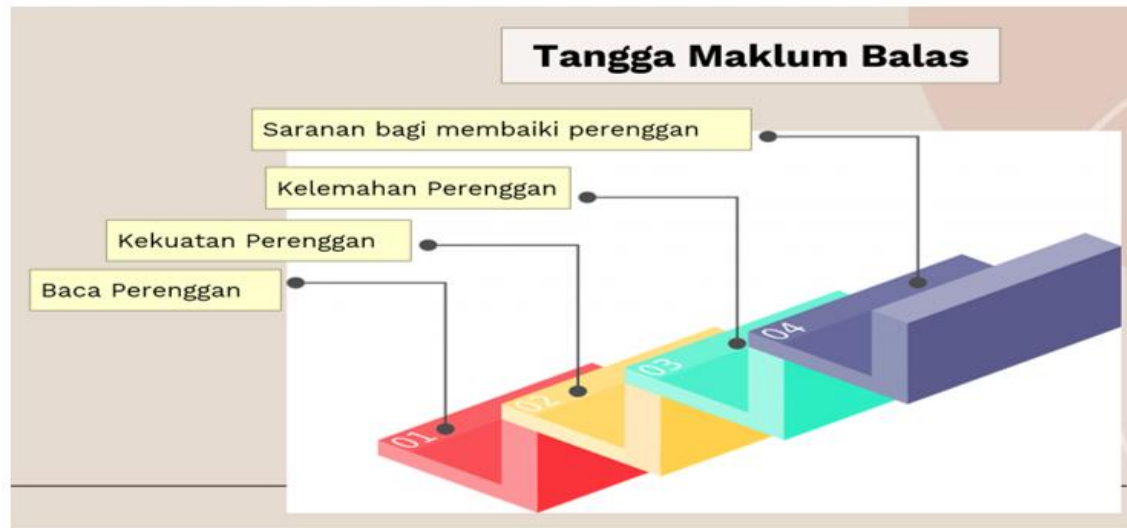 Tangga Maklum Balas
Saranan bagi membaiki perenggan
Kelemahan Perenggan
Kekuatan Perenggan
Baca Perenggan
01
02
03
04